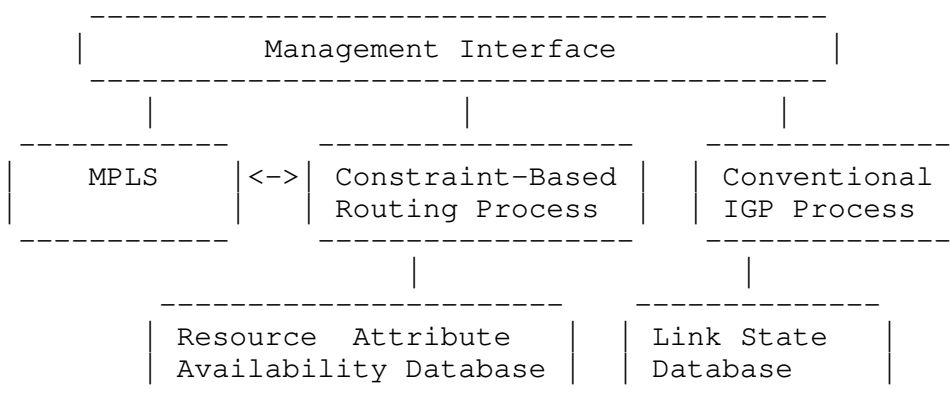 Management Interface
MPLS <-> Constraint-Based Conventional
Routing Process IGP Process
Resource Attribute Link State
Availability Database Database